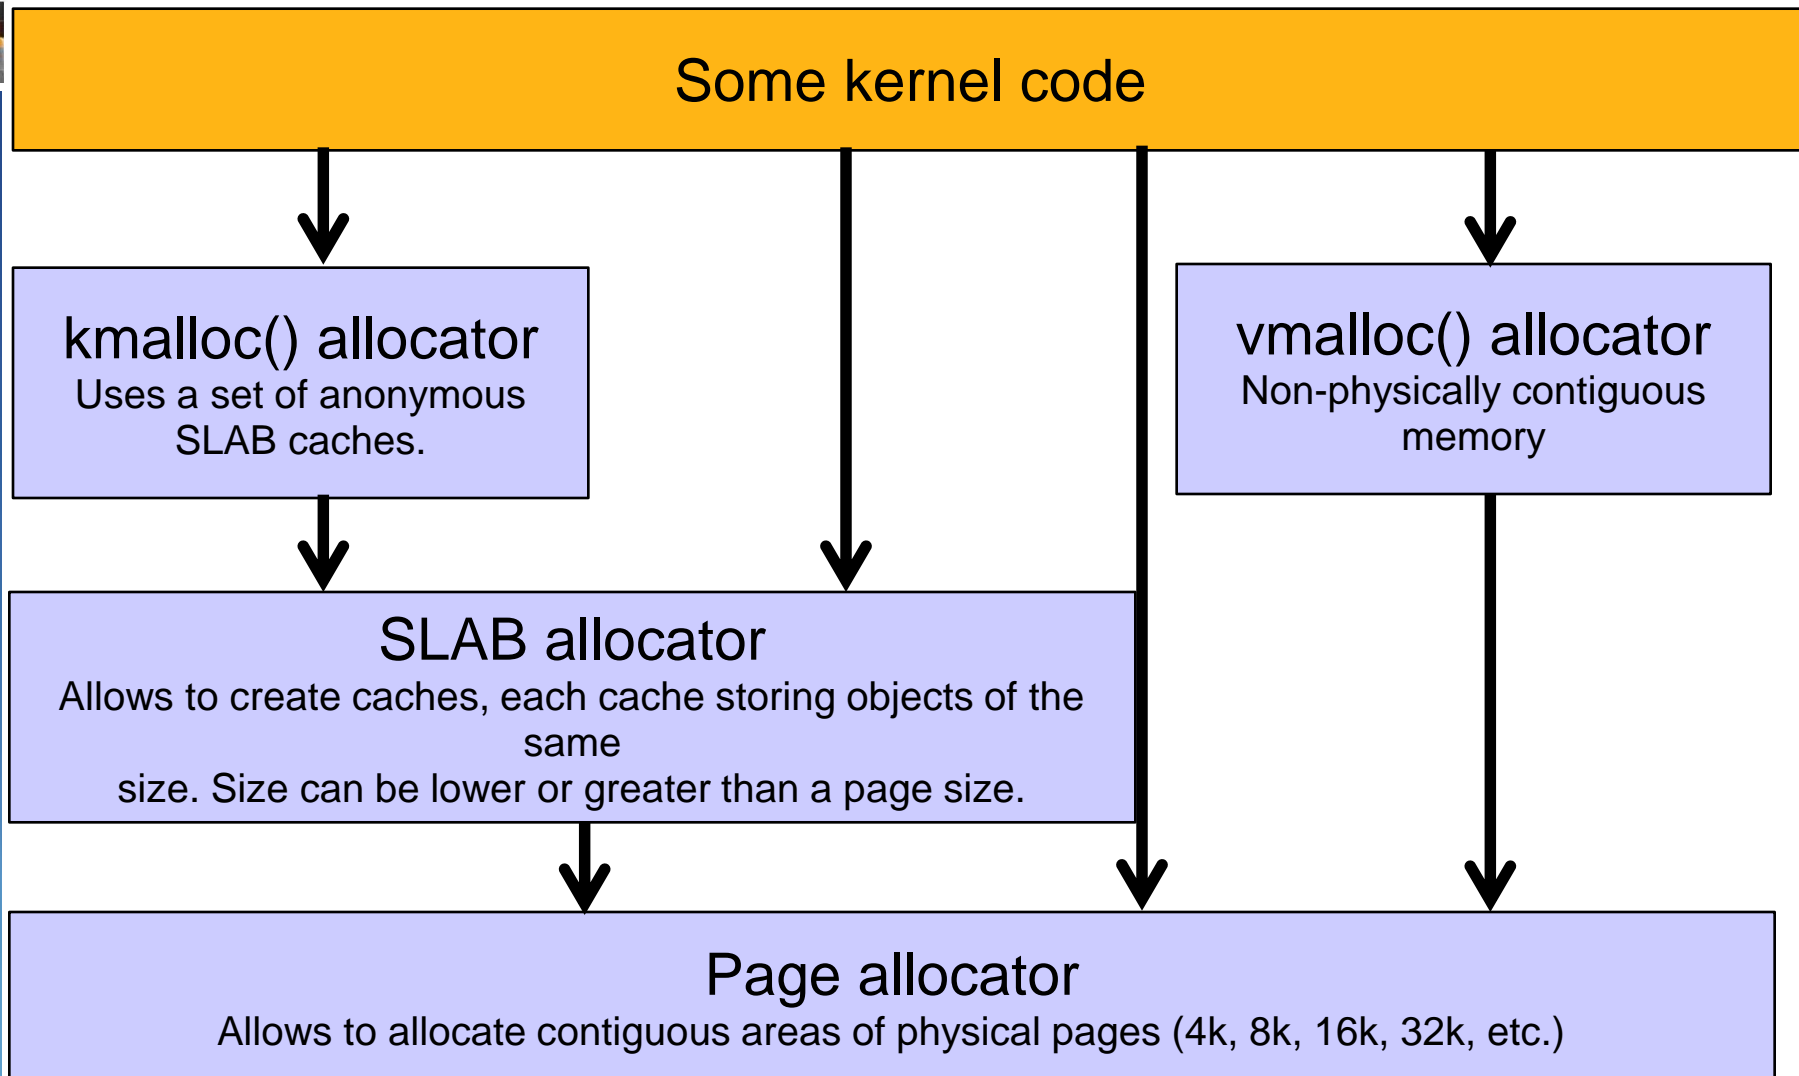 Some kernel code
kmalloc() allocator
Uses a set of anonymous
SLAB caches.
vmalloc() allocator
Non-physically contiguous
memory
SLAB allocator
Allows to create caches, each cache storing objects of the
same
size. Size can be lower or greater than a page size.
Page allocator
Allows to allocate contiguous areas of physical pages (4k, 8k, 16k, 32k, etc.)